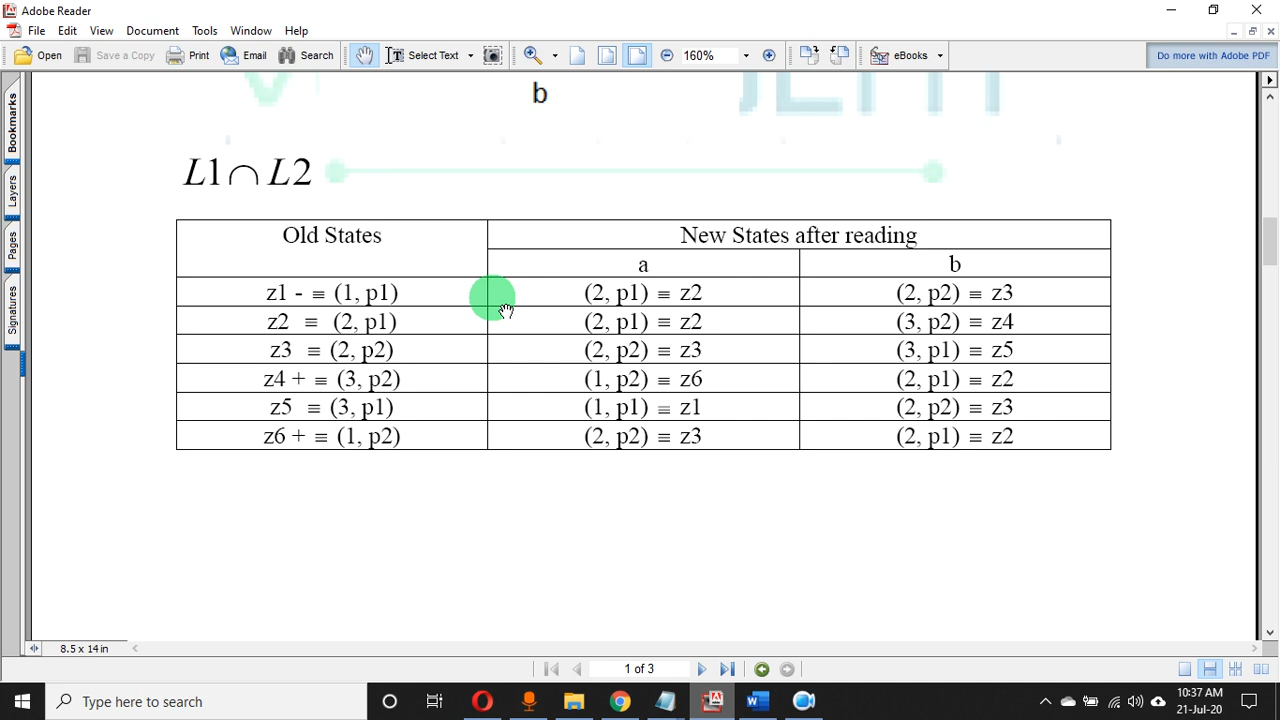 Adobe Reader
File Edit View Document Tools Window Help
Open Save a Copy Print Email Search Select Text 160% eBooks Do more with Adobe PDF
b
L1∩L2
Old States New States after reading
a b
z1 - ≡ (1, p1) (2, p1) ≡ z2 (2, p2) ≡ z3
z2 ≡ (2, p1) (2, p1) ≡ z2 (3, p2) ≡ z4
z3 ≡ (2, p2) (2, p2) ≡ z3 (3, p1) ≡ z5
z4 + ≡ (3, p2) (1, p2) ≡ z6 (2, p1) ≡ z2
z5 ≡ (3, p1) (1, p1) ≡ z1 (2, p2) ≡ z3
z6 + ≡ (1, p2) (2, p2) ≡ z3 (2, p1) ≡ z2
Bookmarks
Layers
Pages
Signatures
8.5 x 14 in
1 of 3
Type here to search
10:37 AM
21-Jul-20